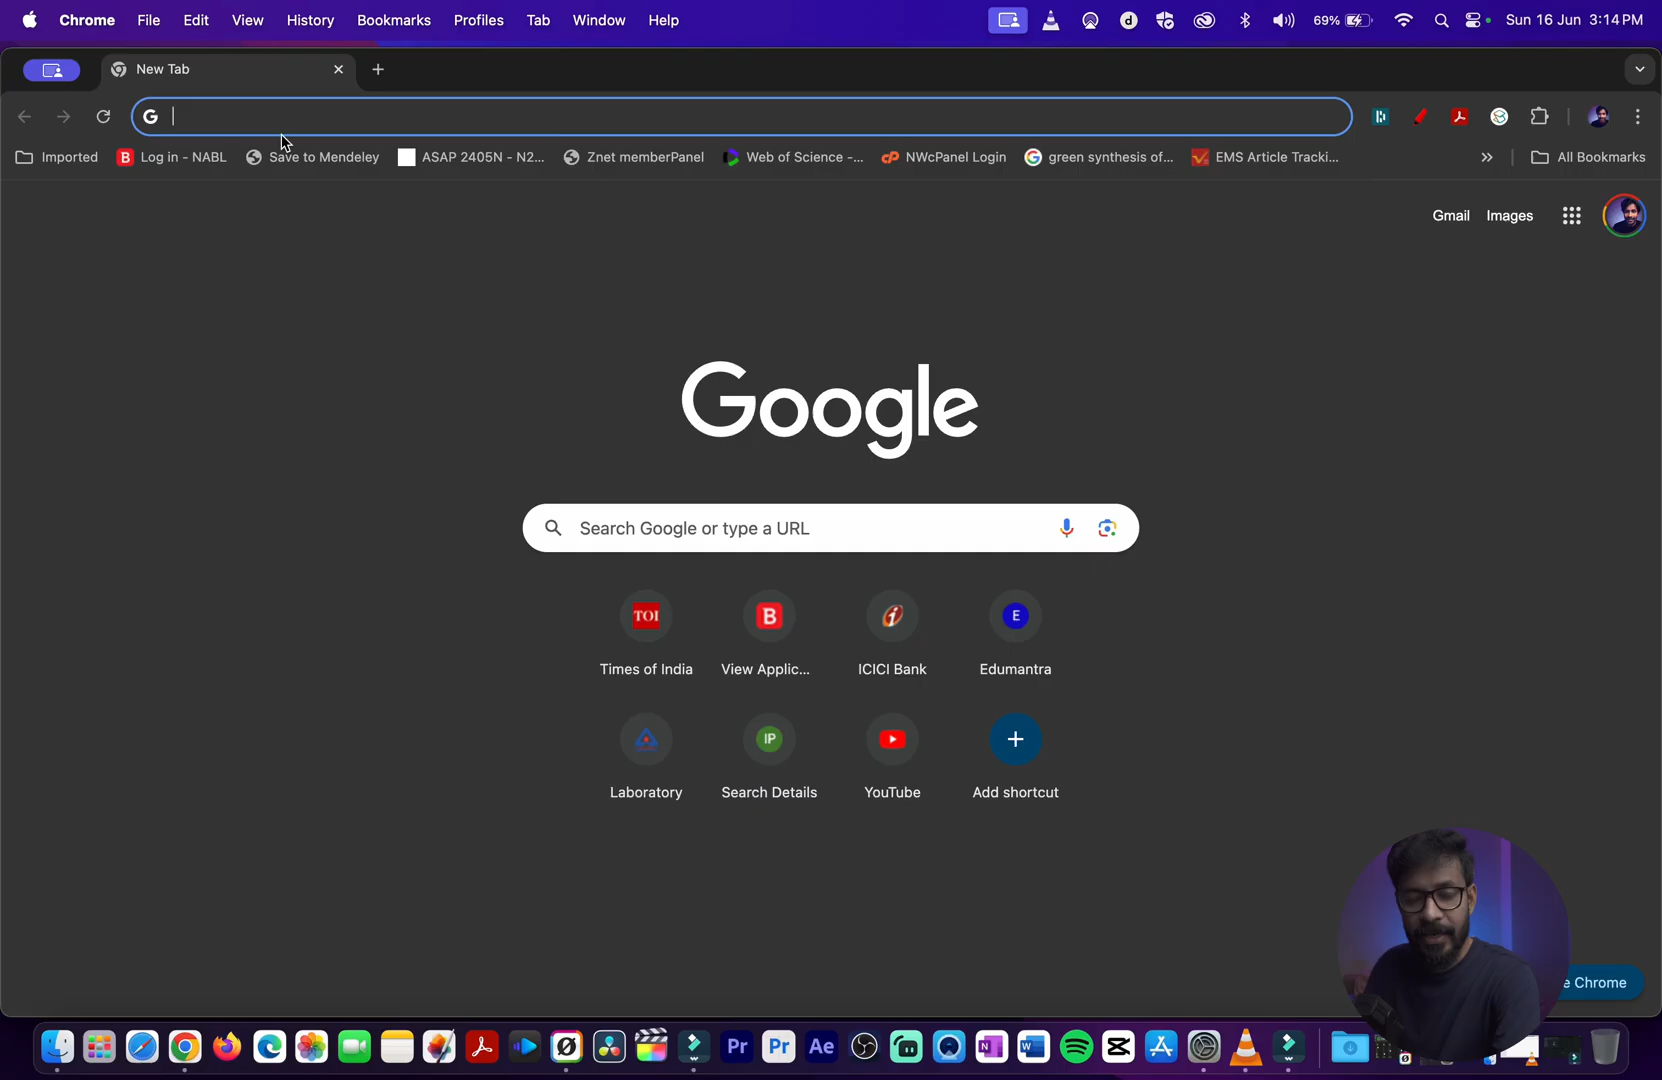 Chrome File Edit View History Bookmarks Profiles Tab Window Help d 69% Sun 16 Jun 3:14 PM
New Tab
Imported Log in - NABL Save to Mendeley ASAP 2405N - N2... Znet memberPanel Web of Science -... NWcPanel Login green synthesis of... EMS Article Tracki... All Bookmarks
Gmail Images
Google
Search Google or type a URL
TOI B i E
Times of India View Applic... ICICI Bank Edumantra
IP
Laboratory Search Details YouTube Add shortcut
e Chrome
Pr Pr Ae N W